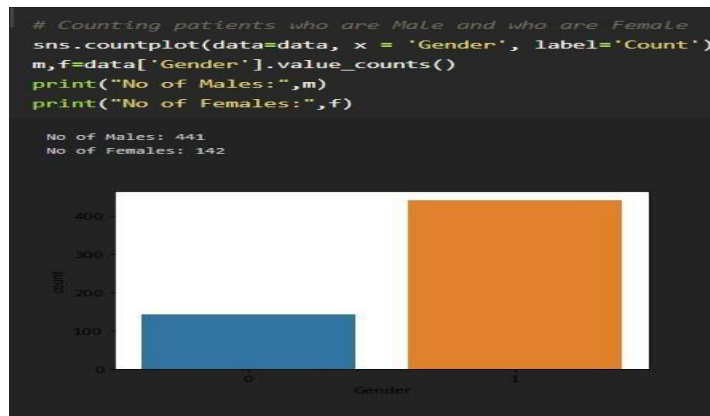 # Counting patients who are Male and who are Female
sns.countplot(data=data, x = 'Gender', label='Count')
m,f=data['Gender'].value_counts()
print("No of Males:",m)
print("No of Females:",f)
No of Males: 441
No of Females: 142
400
300
200
100
0
count
0
1
Gender